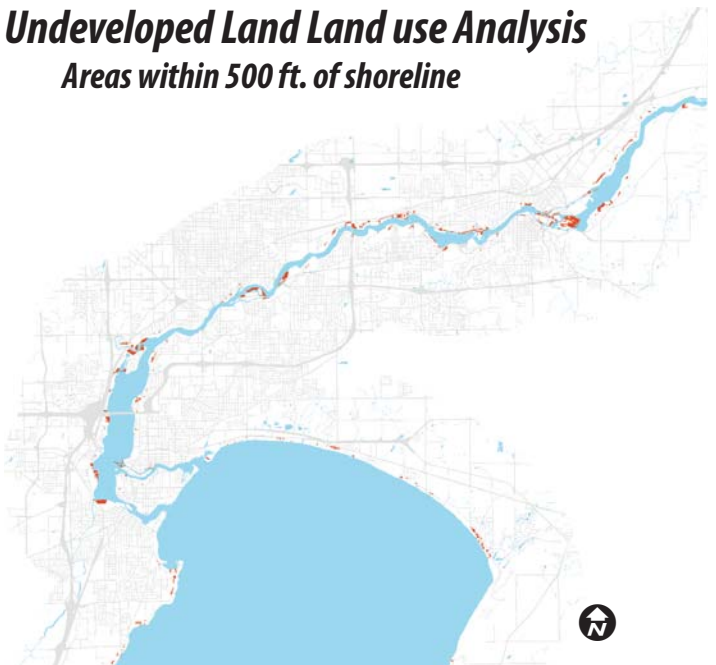 Undeveloped Land Land use Analysis
Areas within 500 ft. of shoreline
N